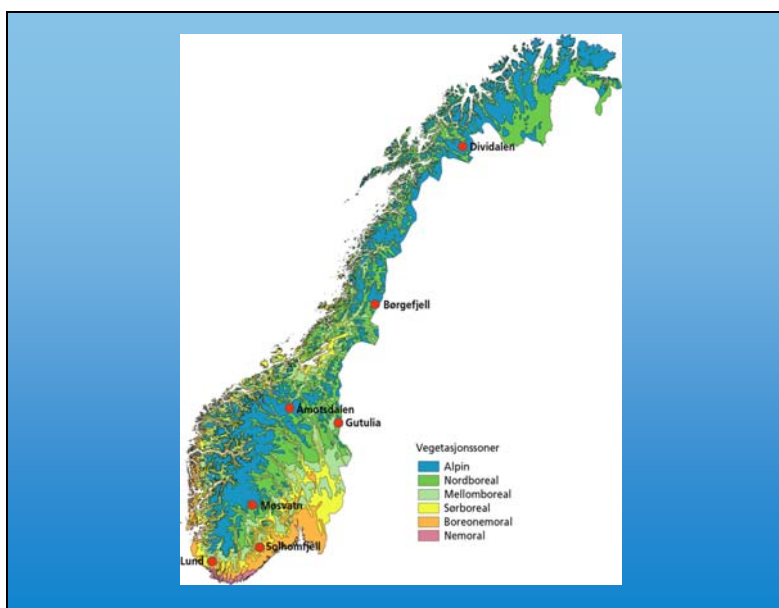 Dividalen
Børgefjell
Åmotsdalen
Gutulia
Vegetasjonssoner
Alpin
Nordboreal
Mellomboreal
Sørboreal
Boreonemoral
Nemoral
Møsvatn
Solhomfjell
Lund